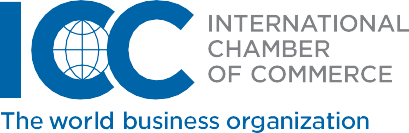 ICC INTERNATIONAL
CHAMBER
OF COMMERCE
The world business organization